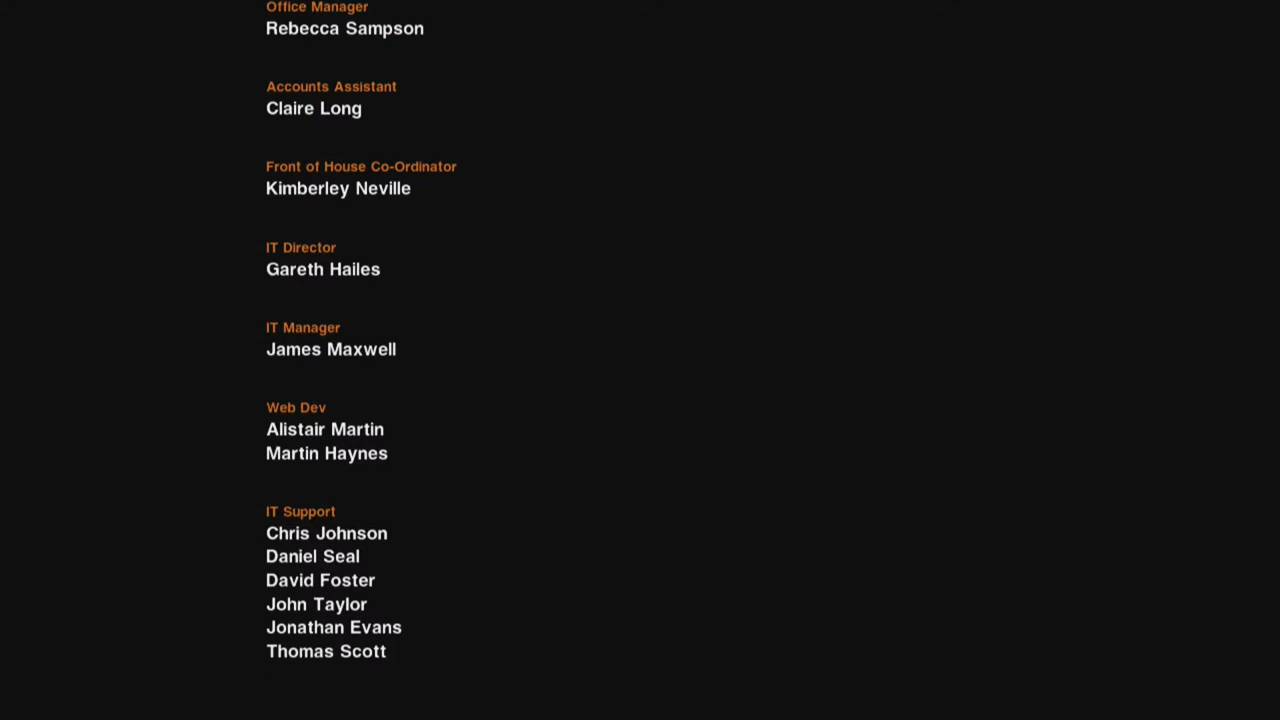 Office Manager
Rebecca Sampson
Accounts Assistant
Claire Long
Front of House Co-Ordinator
Kimberley Neville
IT Director
Gareth Hailes
IT Manager
James Maxwell
Web Dev
Alistair Martin
Martin Haynes
IT Support
Chris Johnson
Daniel Seal
David Foster
John Taylor
Jonathan Evans
Thomas Scott